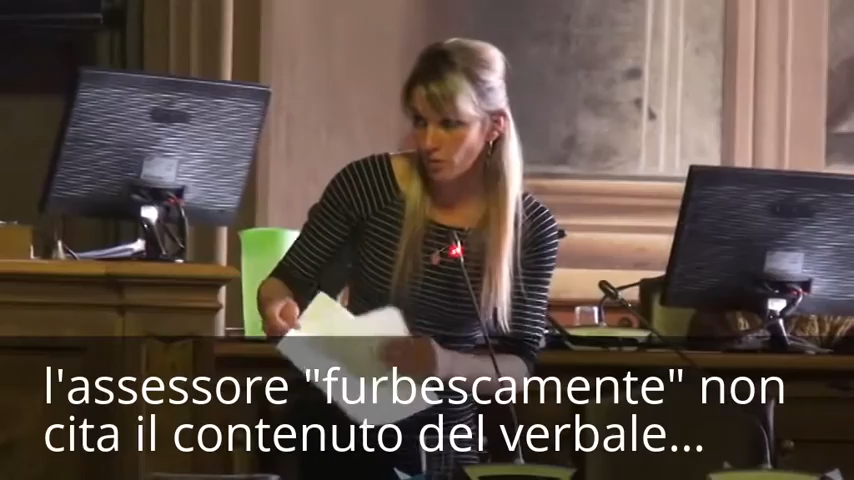 l'assessore "furbescamente" non
cita il contenuto del verbale...